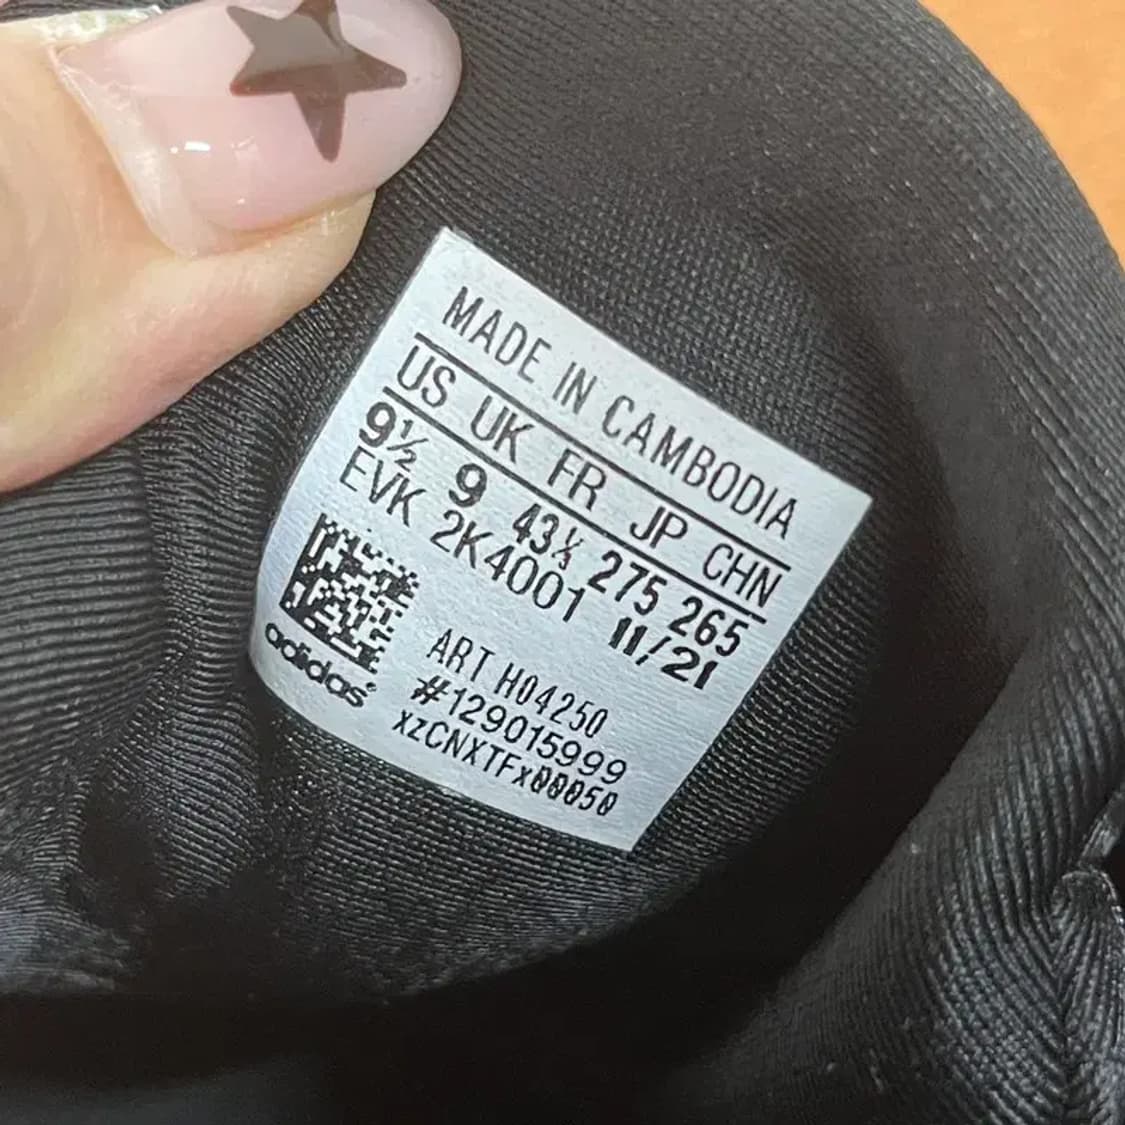 MADE IN CAMBODIA
US UK FR JP CHN
9½ 9 43⅓ 275 265
EVK 2K4001 11/21
ART H04250
#129015999
xzCNXTFx00050
adidas